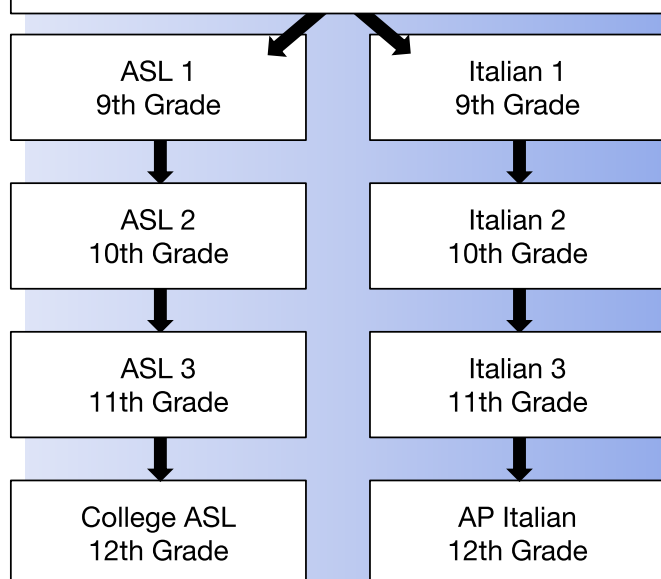 ASL 1
9th Grade
Italian 1
9th Grade
ASL 2
10th Grade
Italian 2
10th Grade
ASL 3
11th Grade
Italian 3
11th Grade
College ASL
12th Grade
AP Italian
12th Grade